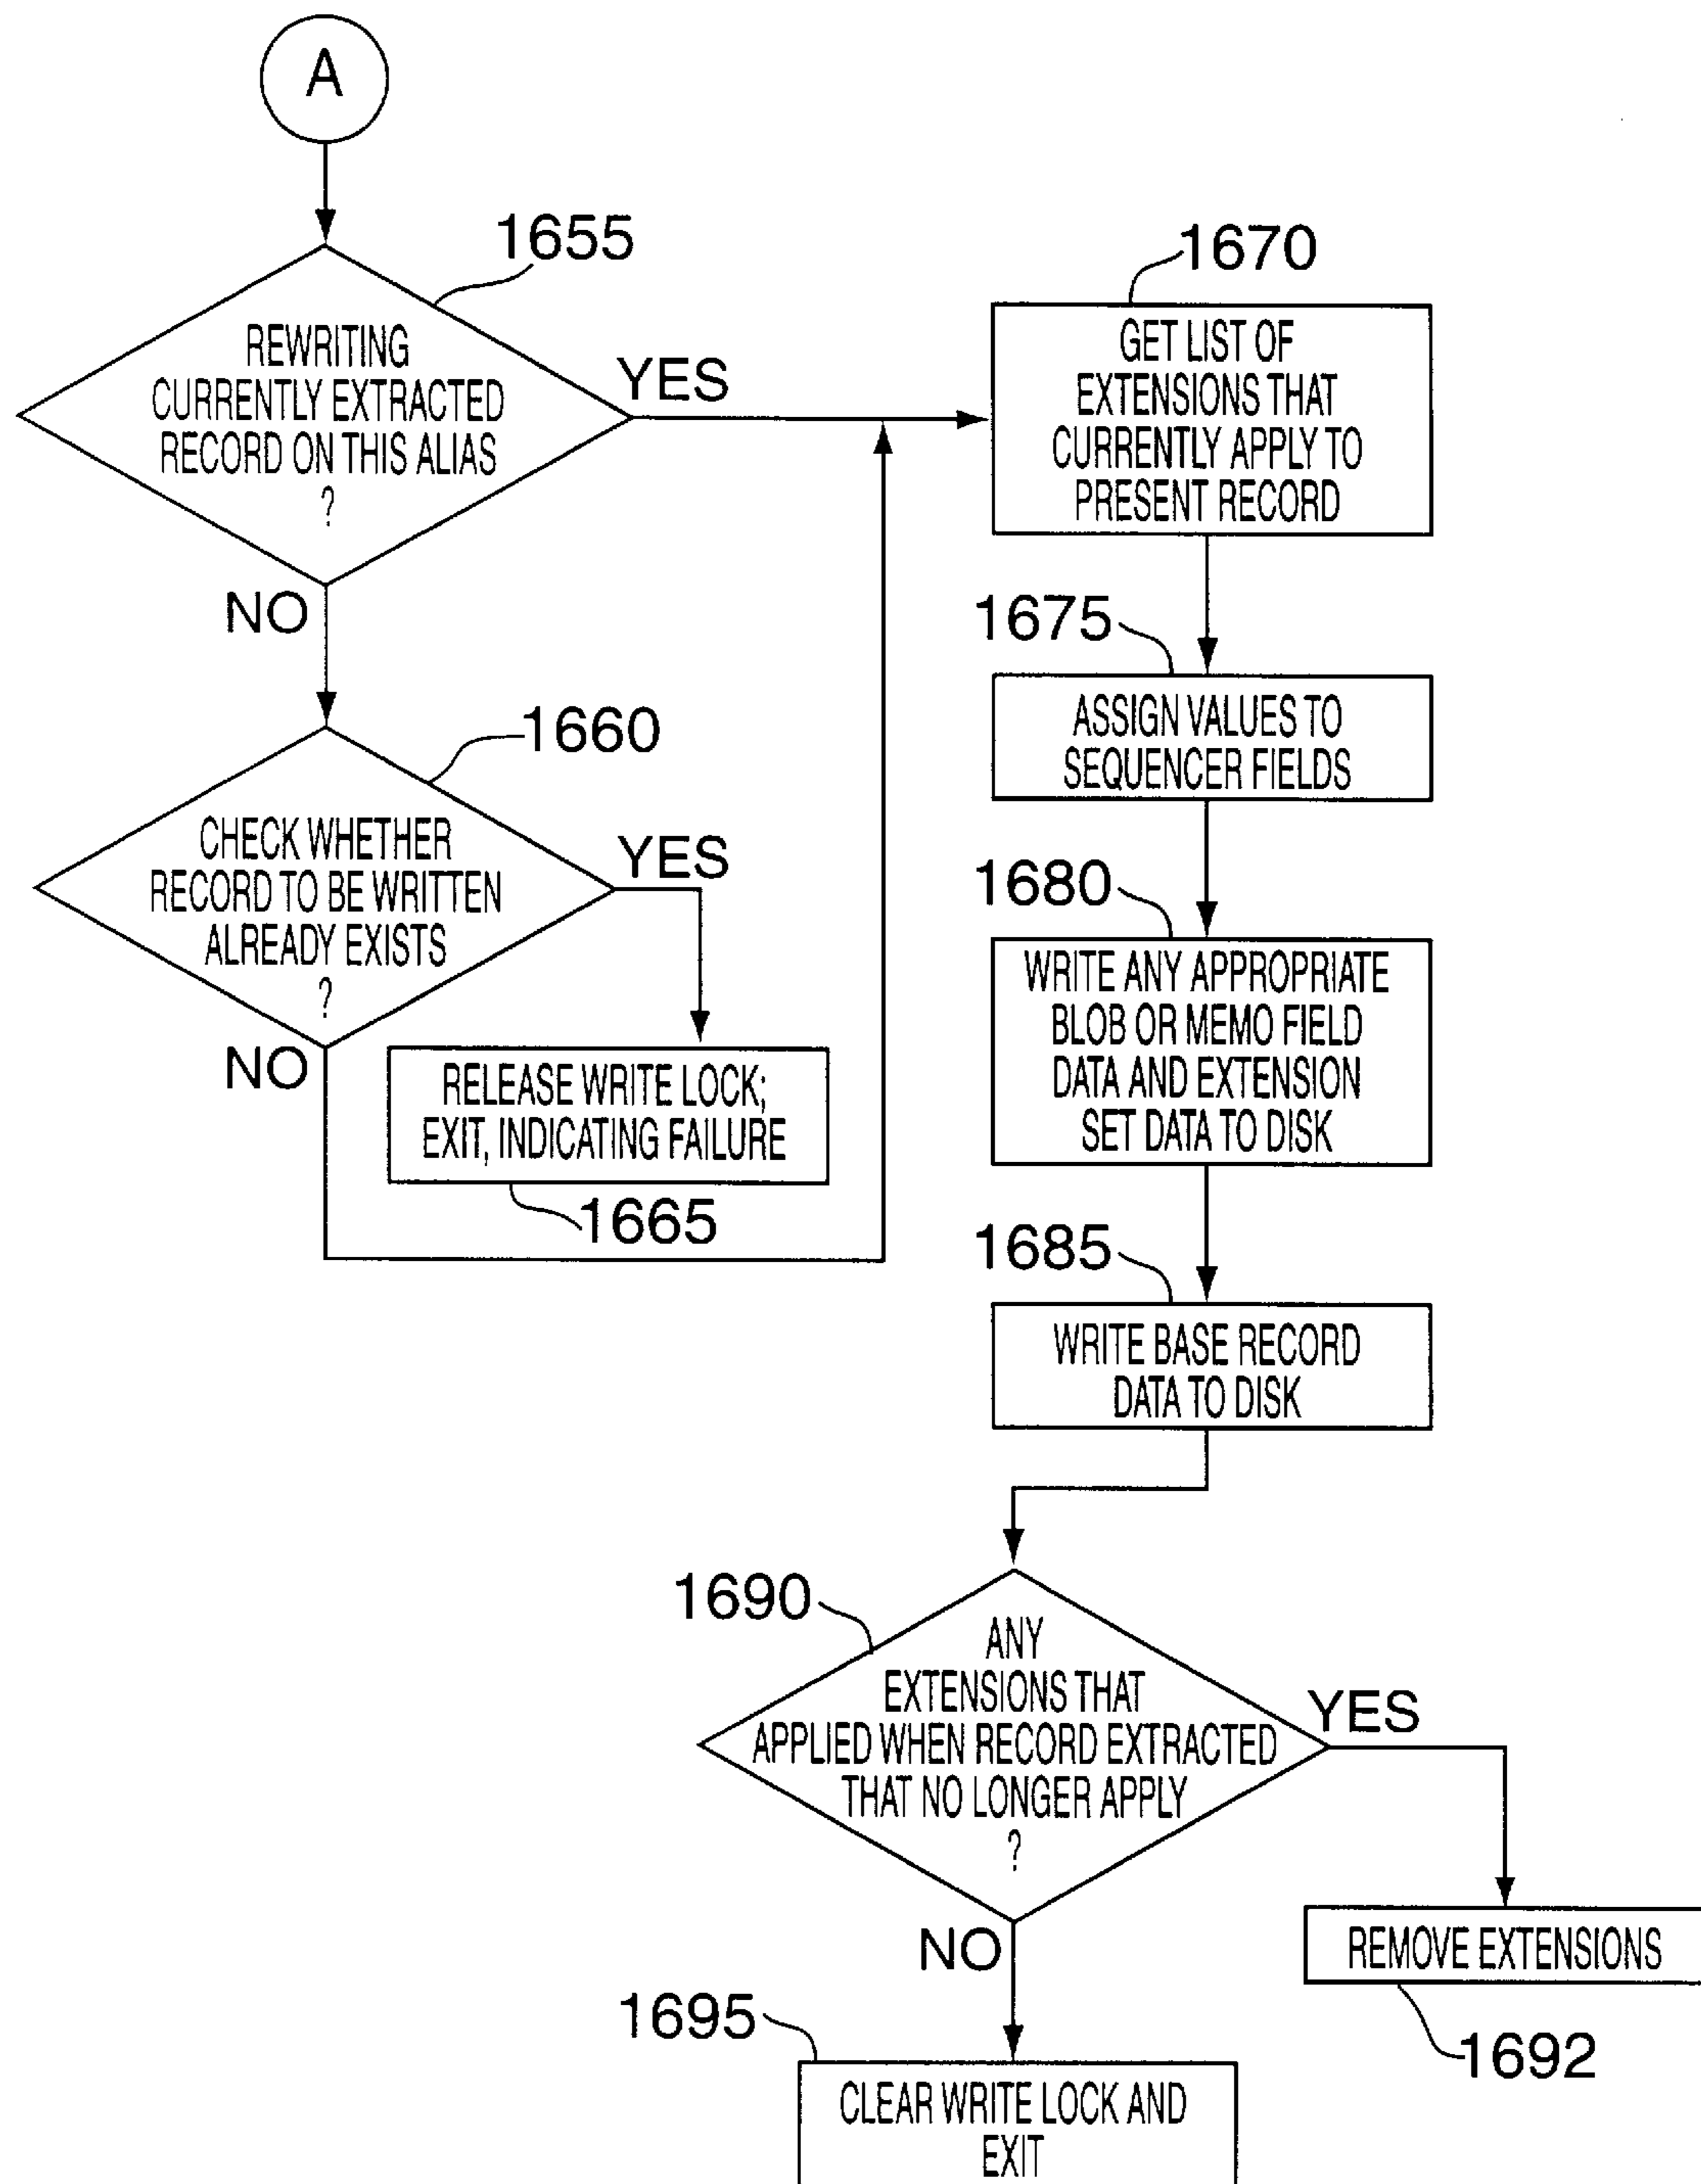 A
1655
REWRITING
CURRENTLY EXTRACTED
RECORD ON THIS ALIAS
?
YES
NO
1660
CHECK WHETHER
RECORD TO BE WRITTEN
ALREADY EXISTS
?
YES
NO
RELEASE WRITE LOCK;
EXIT, INDICATING FAILURE
1665
1670
GET LIST OF
EXTENSIONS THAT
CURRENTLY APPLY TO
PRESENT RECORD
1675
ASSIGN VALUES TO
SEQUENCER FIELDS
1680
WRITE ANY APPROPRIATE
BLOB OR MEMO FIELD
DATA AND EXTENSION
SET DATA TO DISK
1685
WRITE BASE RECORD
DATA TO DISK
1690
ANY
EXTENSIONS THAT
APPLIED WHEN RECORD EXTRACTED
THAT NO LONGER APPLY
?
YES
NO
REMOVE EXTENSIONS
1692
1695
CLEAR WRITE LOCK AND
EXIT